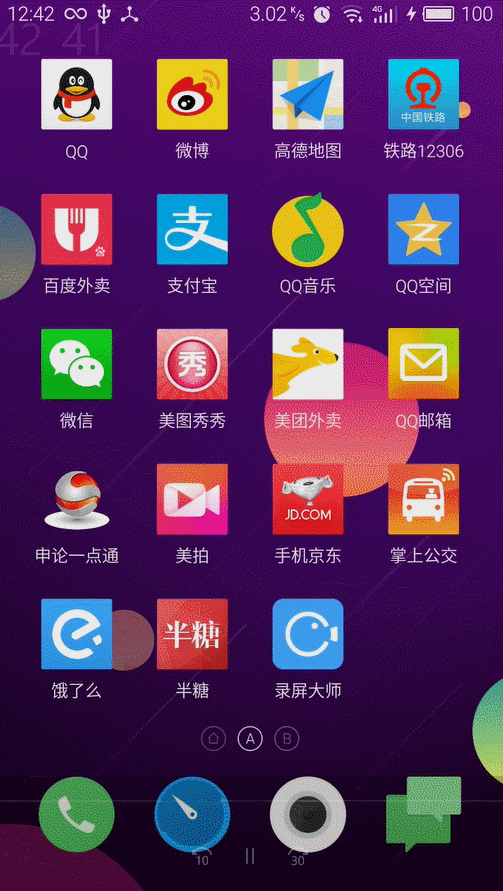 12:42
3.02 K/s
4G
100
42 41
中国铁路
QQ
微博
高德地图
铁路12306
百度外卖
支付宝
QQ音乐
QQ空间
支
秀
微信
美图秀秀
美团外卖
QQ邮箱
JD.COM
申论一点通
美拍
手机京东
掌上公交
半糖
饿了么
半糖
录屏大师
A
B
10
30